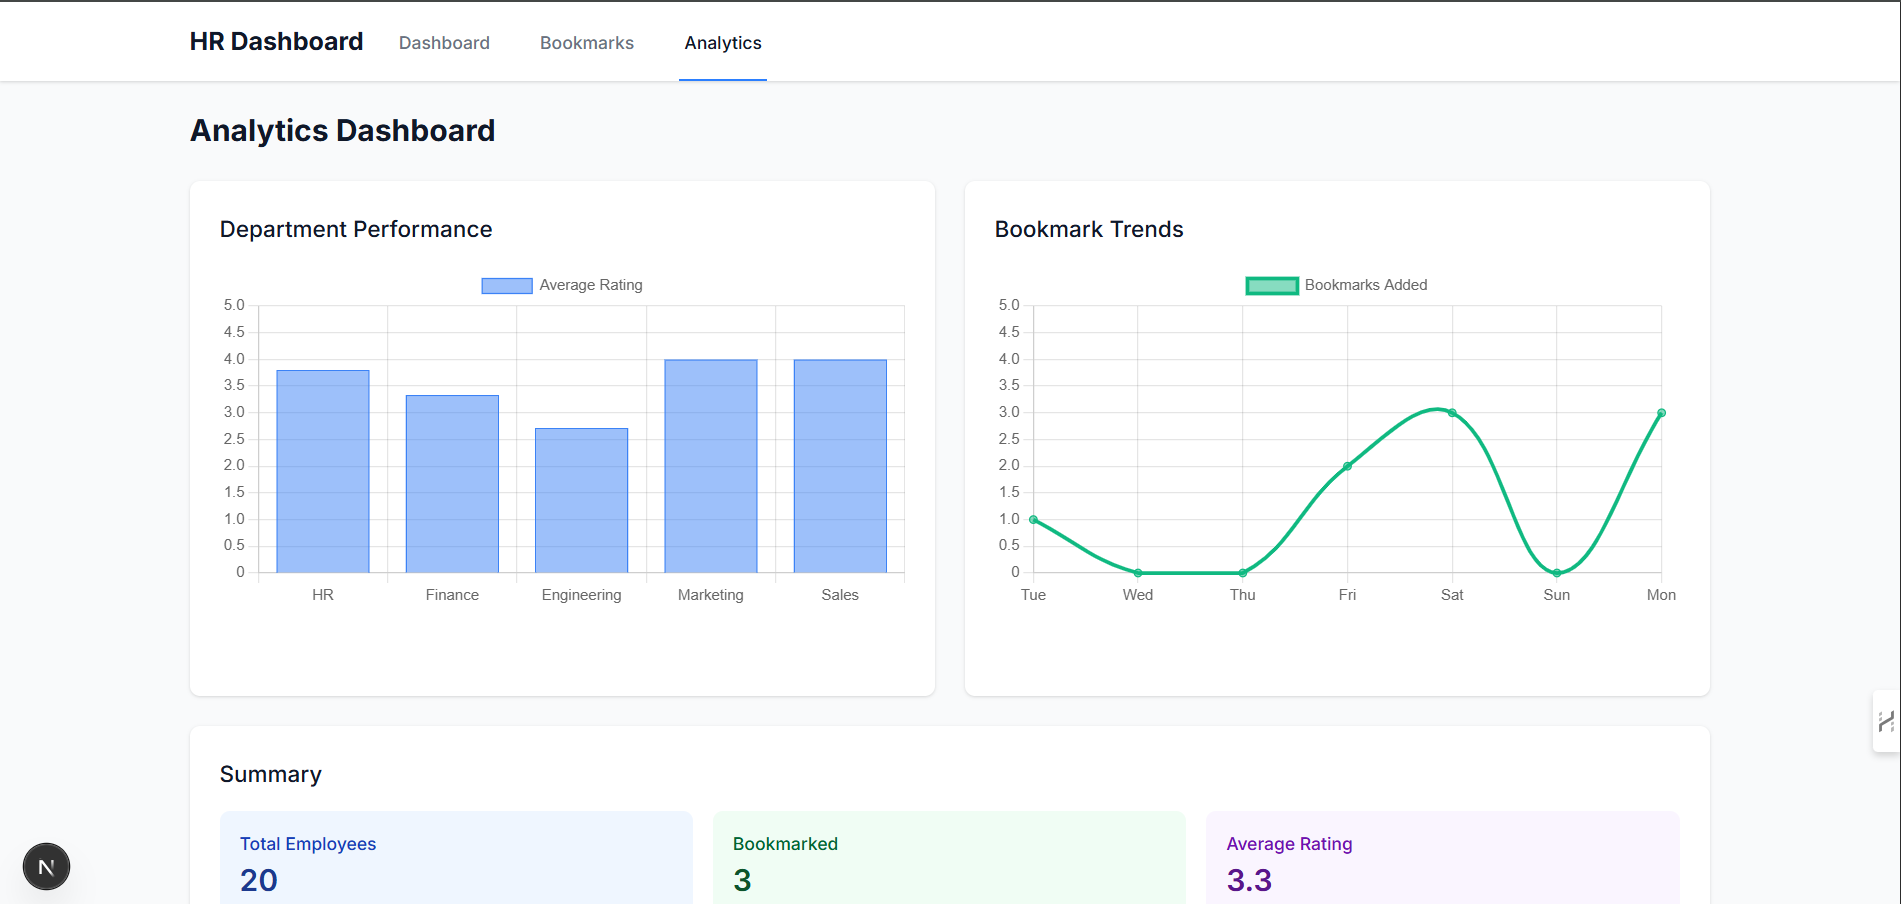 HR Dashboard Dashboard Bookmarks Analytics
Analytics Dashboard
Department Performance
Average Rating
5.0
4.5
4.0
3.5
3.0
2.5
2.0
1.5
1.0
0.5
0
HR Finance Engineering Marketing Sales
Bookmark Trends
Bookmarks Added
5.0
4.5
4.0
3.5
3.0
2.5
2.0
1.5
1.0
0.5
0
Tue Wed Thu Fri Sat Sun Mon
Summary
Total Employees
20
Bookmarked
3
Average Rating
3.3
N